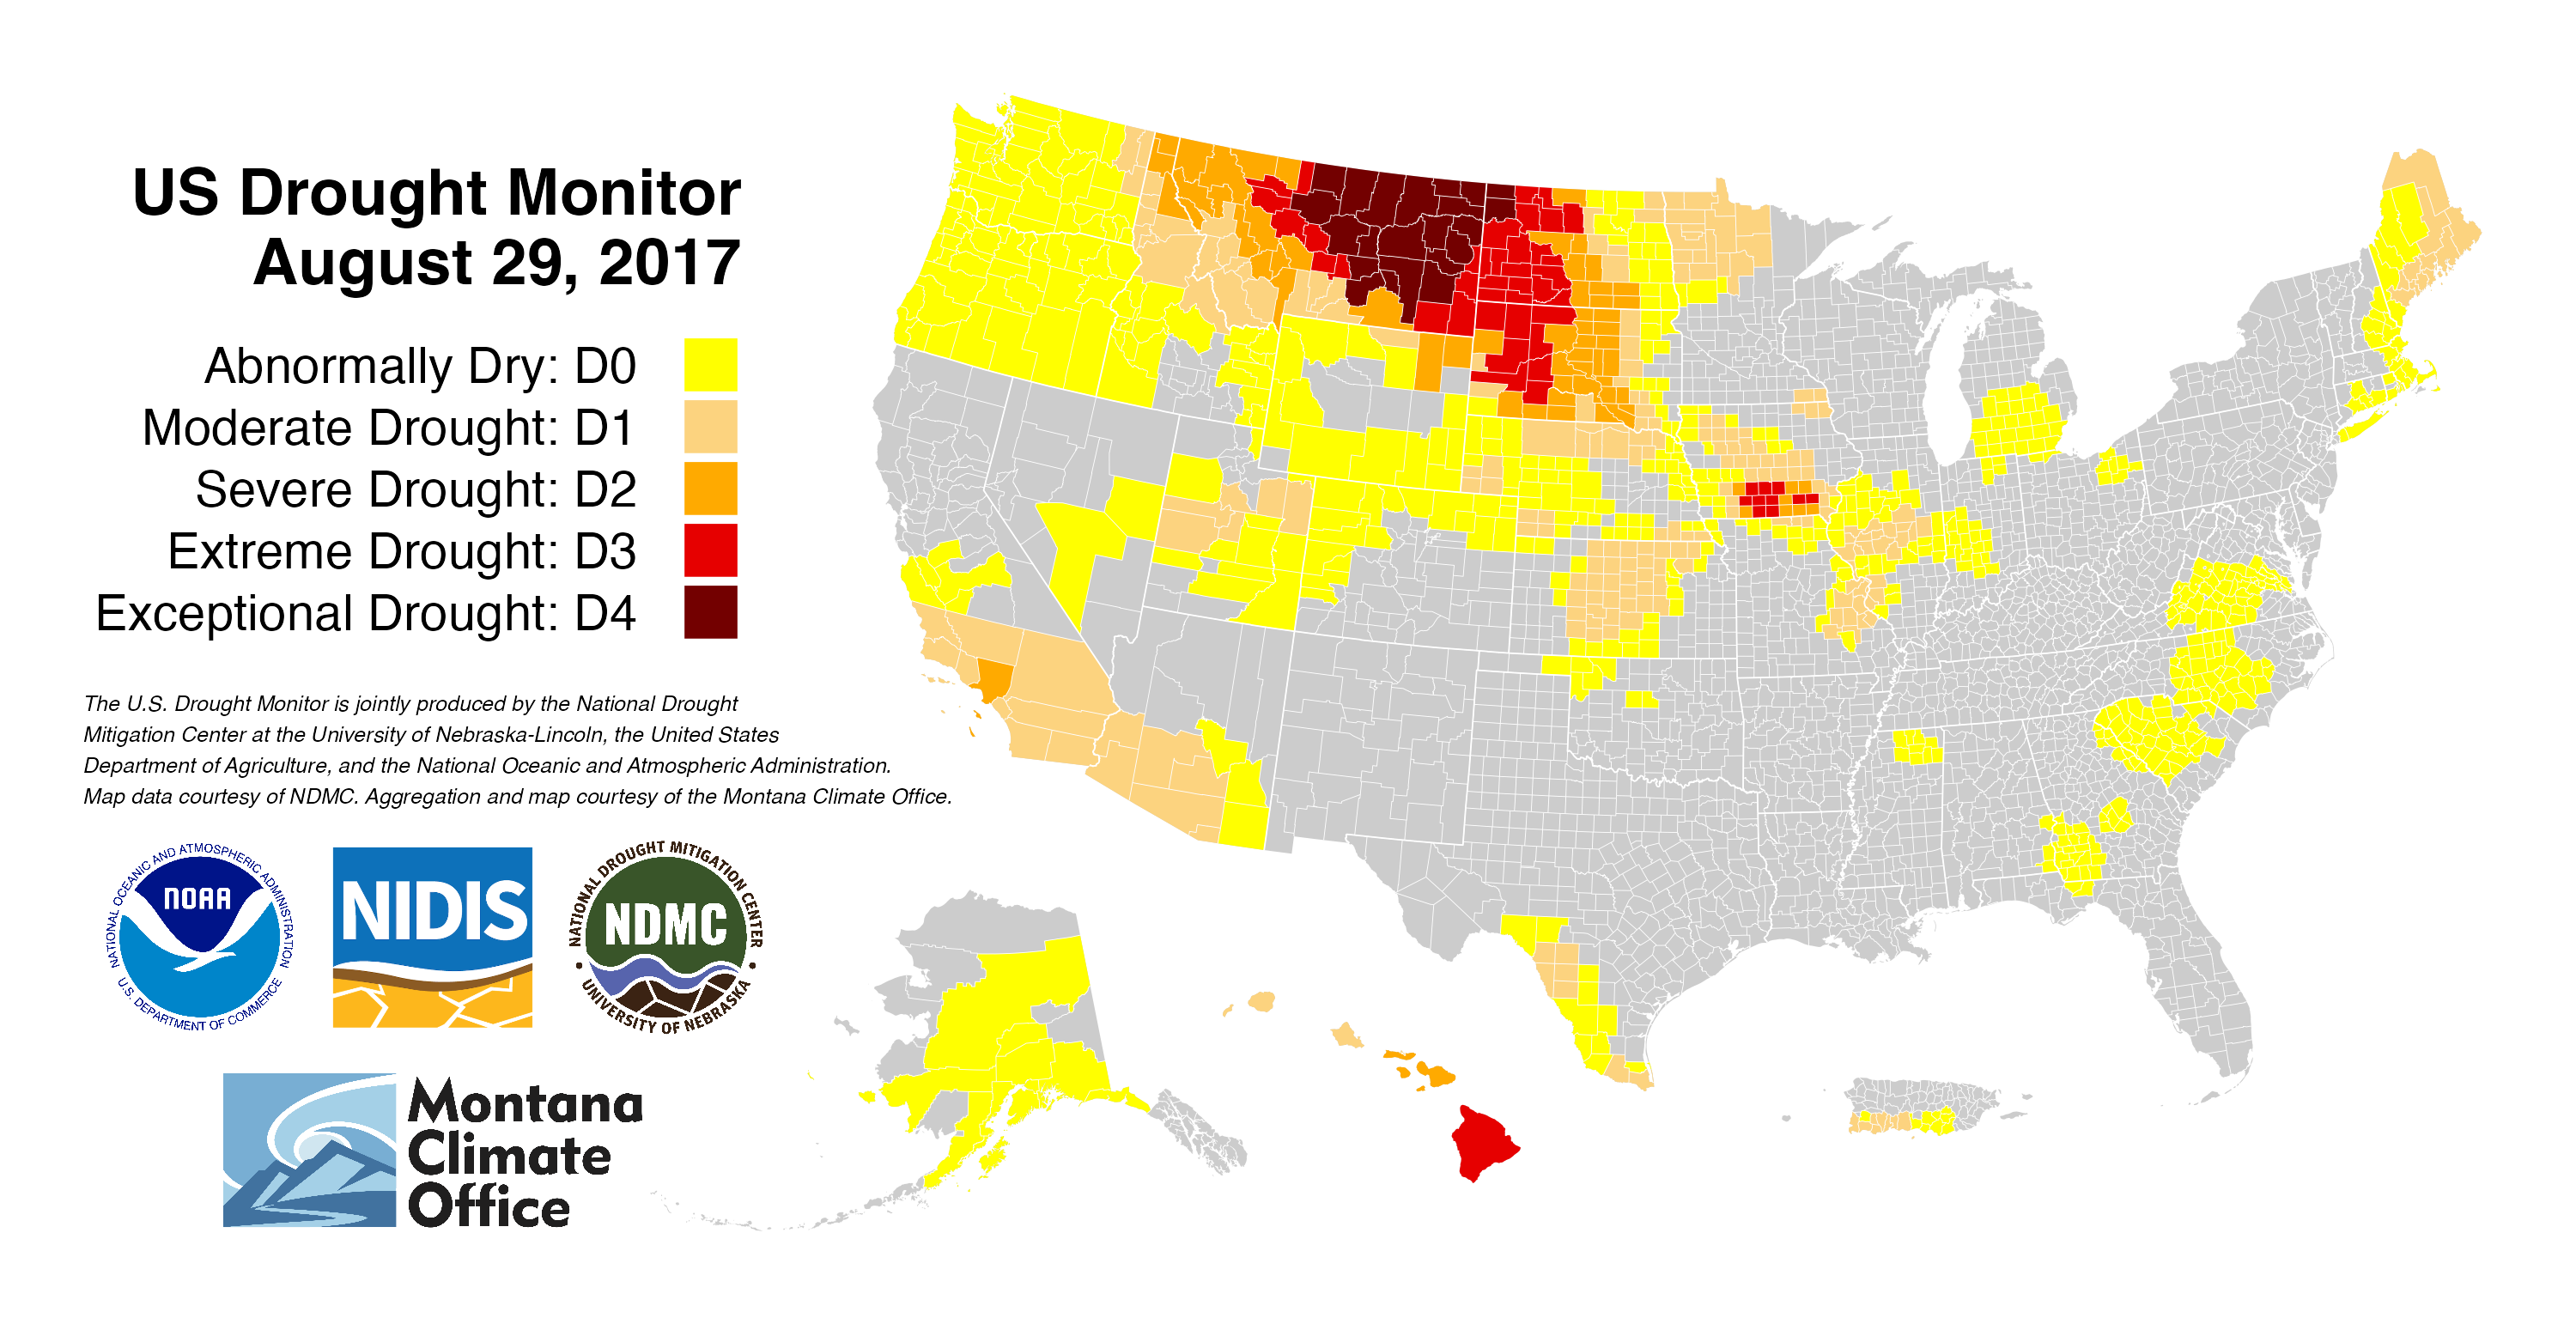 US Drought Monitor
August 29, 2017
Abnormally Dry: D0
Moderate Drought: D1
Severe Drought: D2
Extreme Drought: D3
Exceptional Drought: D4
The U.S. Drought Monitor is jointly produced by the National Drought
Mitigation Center at the University of Nebraska-Lincoln, the United States
Department of Agriculture, and the National Oceanic and Atmospheric Administration.
Map data courtesy of NDMC. Aggregation and map courtesy of the Montana Climate Office.
NATIONAL OCEANIC AND ATMOSPHERIC ADMINISTRATION
NOAA
U.S. DEPARTMENT OF COMMERCE
NIDIS
NATIONAL DROUGHT MITIGATION CENTER
NDMC
• UNIVERSITY OF NEBRASKA •
Montana
Climate
Office